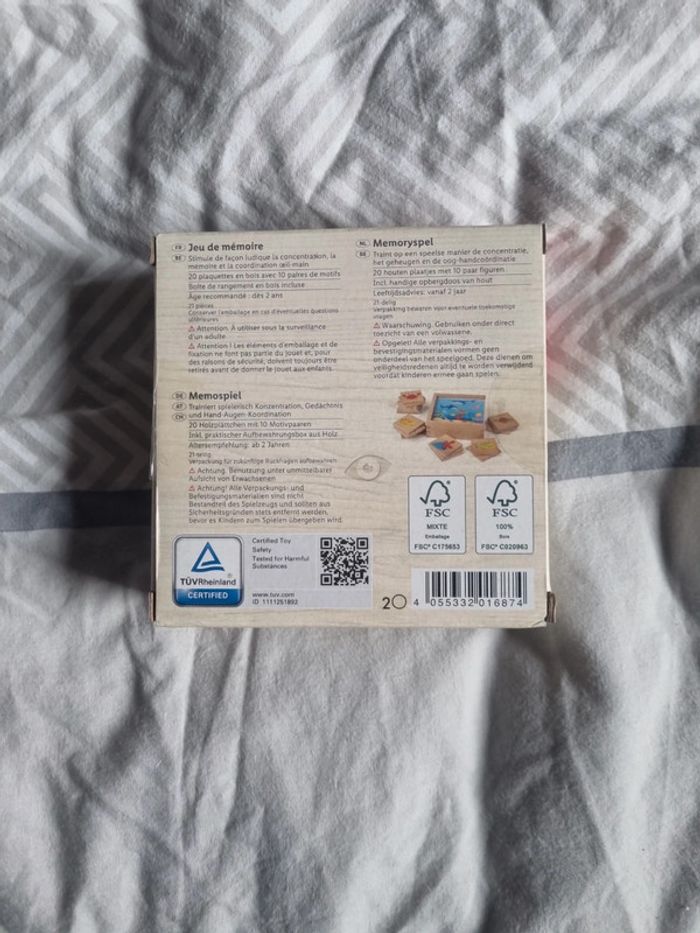 FR Jeu de mémoire
BE Stimule de façon ludique la concentration, la
mémoire et la coordination œil-main
20 plaquettes en bois avec 10 paires de motifs
Boîte de rangement en bois incluse
Âge recommandé : dès 2 ans
21 pièces
Conserver l'emballage en cas d'éventuelles questions
ultérieures
⚠ Attention. À utiliser sous la surveillance
d'un adulte.
⚠ Attention ! Les éléments d'emballage et de
fixation ne font pas partie du jouet et, pour
des raisons de sécurité, doivent toujours être
retirés avant de donner le jouet aux enfants.
NL Memoryspel
BE Traint op een speelse manier de concentratie,
het geheugen en de oog-handcoördinatie
20 houten plaatjes met 10 paar figuren
Incl. handige opbergdoos van hout
Leeftijdsadvies: vanaf 2 jaar
21-delig
Verpakking bewaren voor eventuele toekomstige
vragen
⚠ Waarschuwing. Gebruiken onder direct
toezicht van een volwassene.
⚠ Opgelet! Alle verpakkings- en
bevestigingsmaterialen vormen geen
onderdeel van het speelgoed. Deze dienen om
veiligheidsredenen altijd te worden verwijderd
voordat kinderen ermee gaan spelen.
DE Memospiel
AT Trainiert spielerisch Konzentration, Gedächtnis
CH und Hand-Augen-Koordination
20 Holzplättchen mit 10 Motivpaaren
Inkl. praktischer Aufbewahrungsbox aus Holz
Altersempfehlung: ab 2 Jahren
21-teilig
Verpackung für zukünftige Rückfragen aufbewahren
⚠ Achtung. Benutzung unter unmittelbarer
Aufsicht von Erwachsenen
⚠ Achtung! Alle Verpackungs- und
Befestigungsmaterialien sind nicht
Bestandteil des Spielzeugs und sollten aus
Sicherheitsgründen stets entfernt werden,
bevor es Kindern zum Spielen übergeben wird.
FSC
MIXTE
Emballage
FSC® C175653
FSC
100%
Bois
FSC® C020963
TÜVRheinland®
CERTIFIED
Certified Toy
Safety
Tested for Harmful
Substances
www.tuv.com
ID 1111251892
2
4 055332 016874